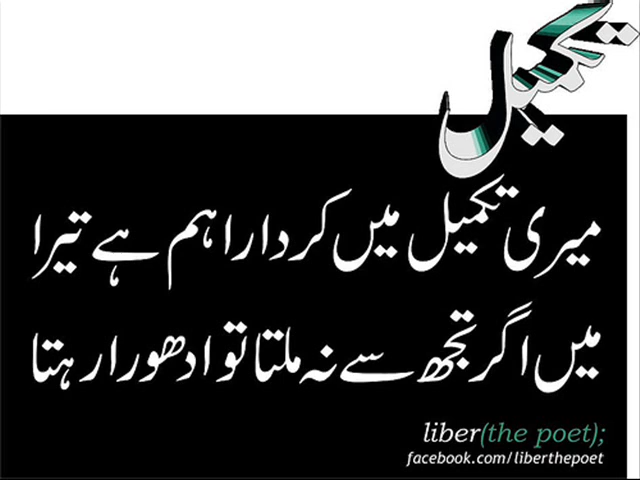 تکمیل
میری تکمیل میں کردار اہم ہے تیرا
میں اگر تجھ سے نہ ملتا تو ادھورا رہتا
liber(the poet);
facebook.com/liberthepoet